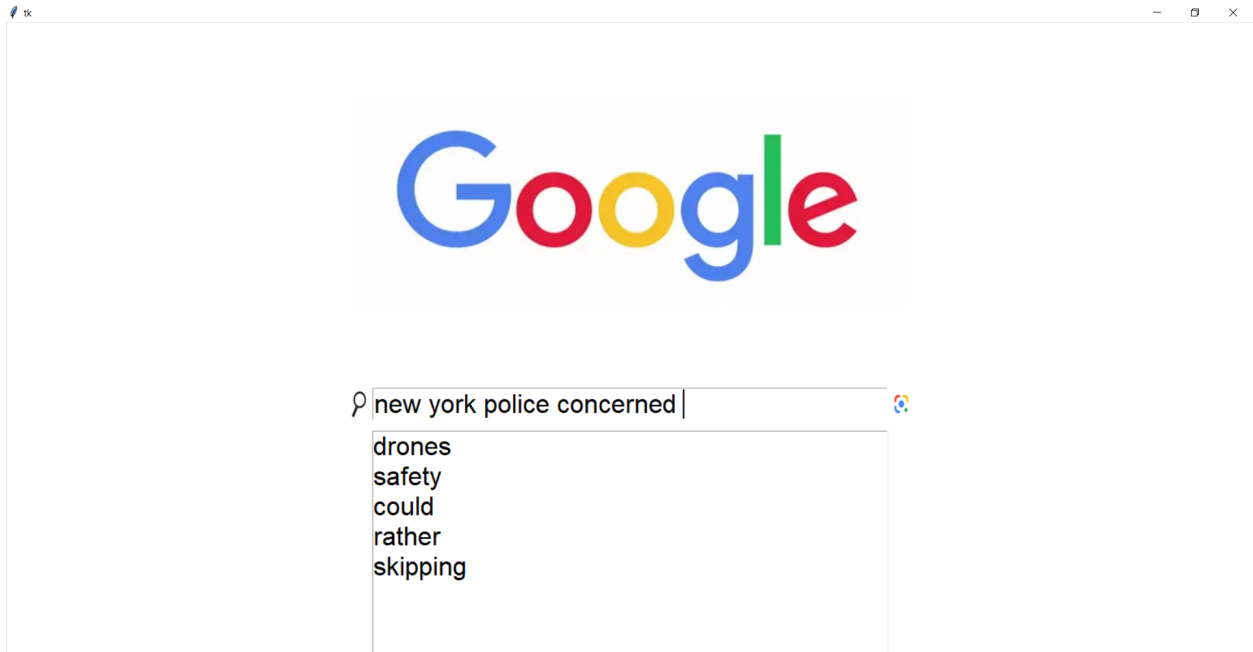 tk
Google
new york police concerned
drones
safety
could
rather
skipping